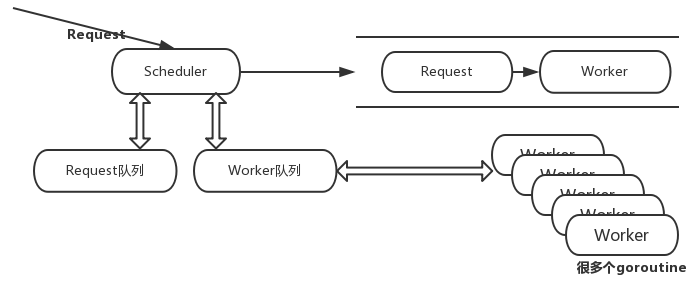 Request
Scheduler
Request
Worker
Request队列
Worker队列
Worker
Worker
Worker
Worker
Worker
很多个goroutine